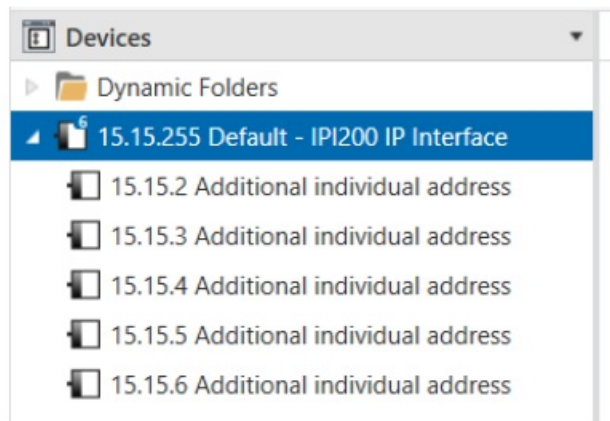 Devices
Dynamic Folders
6
15.15.255 Default - IPI200 IP Interface
15.15.2 Additional individual address
15.15.3 Additional individual address
15.15.4 Additional individual address
15.15.5 Additional individual address
15.15.6 Additional individual address